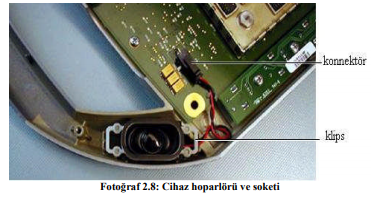 konnektör
klips
Fotoğraf 2.8: Cihaz hoparlörü ve soketi